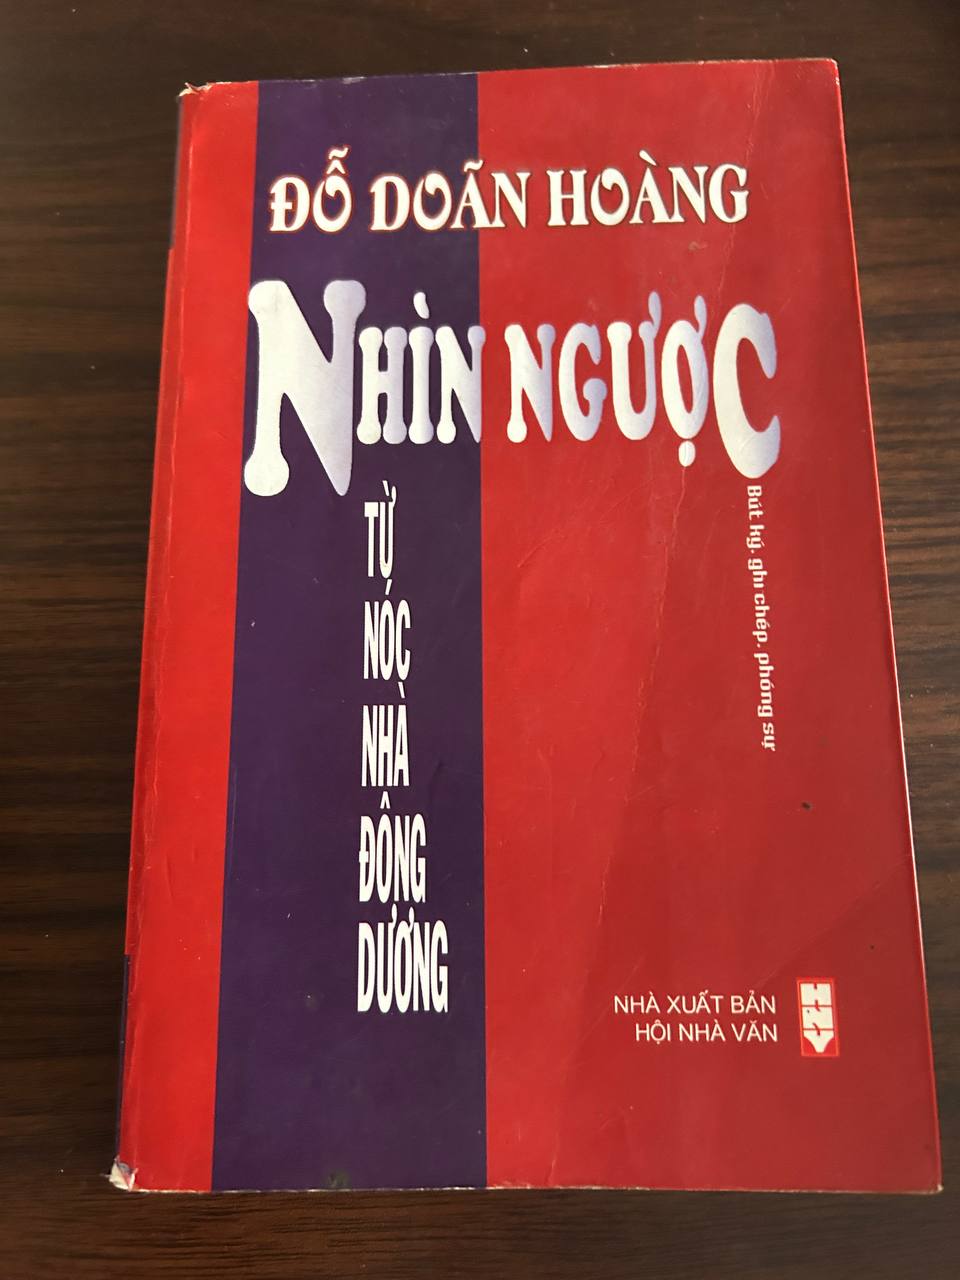 ĐỖ DOÃN HOÀNG
NHÌN NGƯỢC
TỪ
NÓC
NHÀ
ĐÔNG
DƯƠNG
Bút ký, ghi chép, phóng sự
NHÀ XUẤT BẢN
HỘI NHÀ VĂN